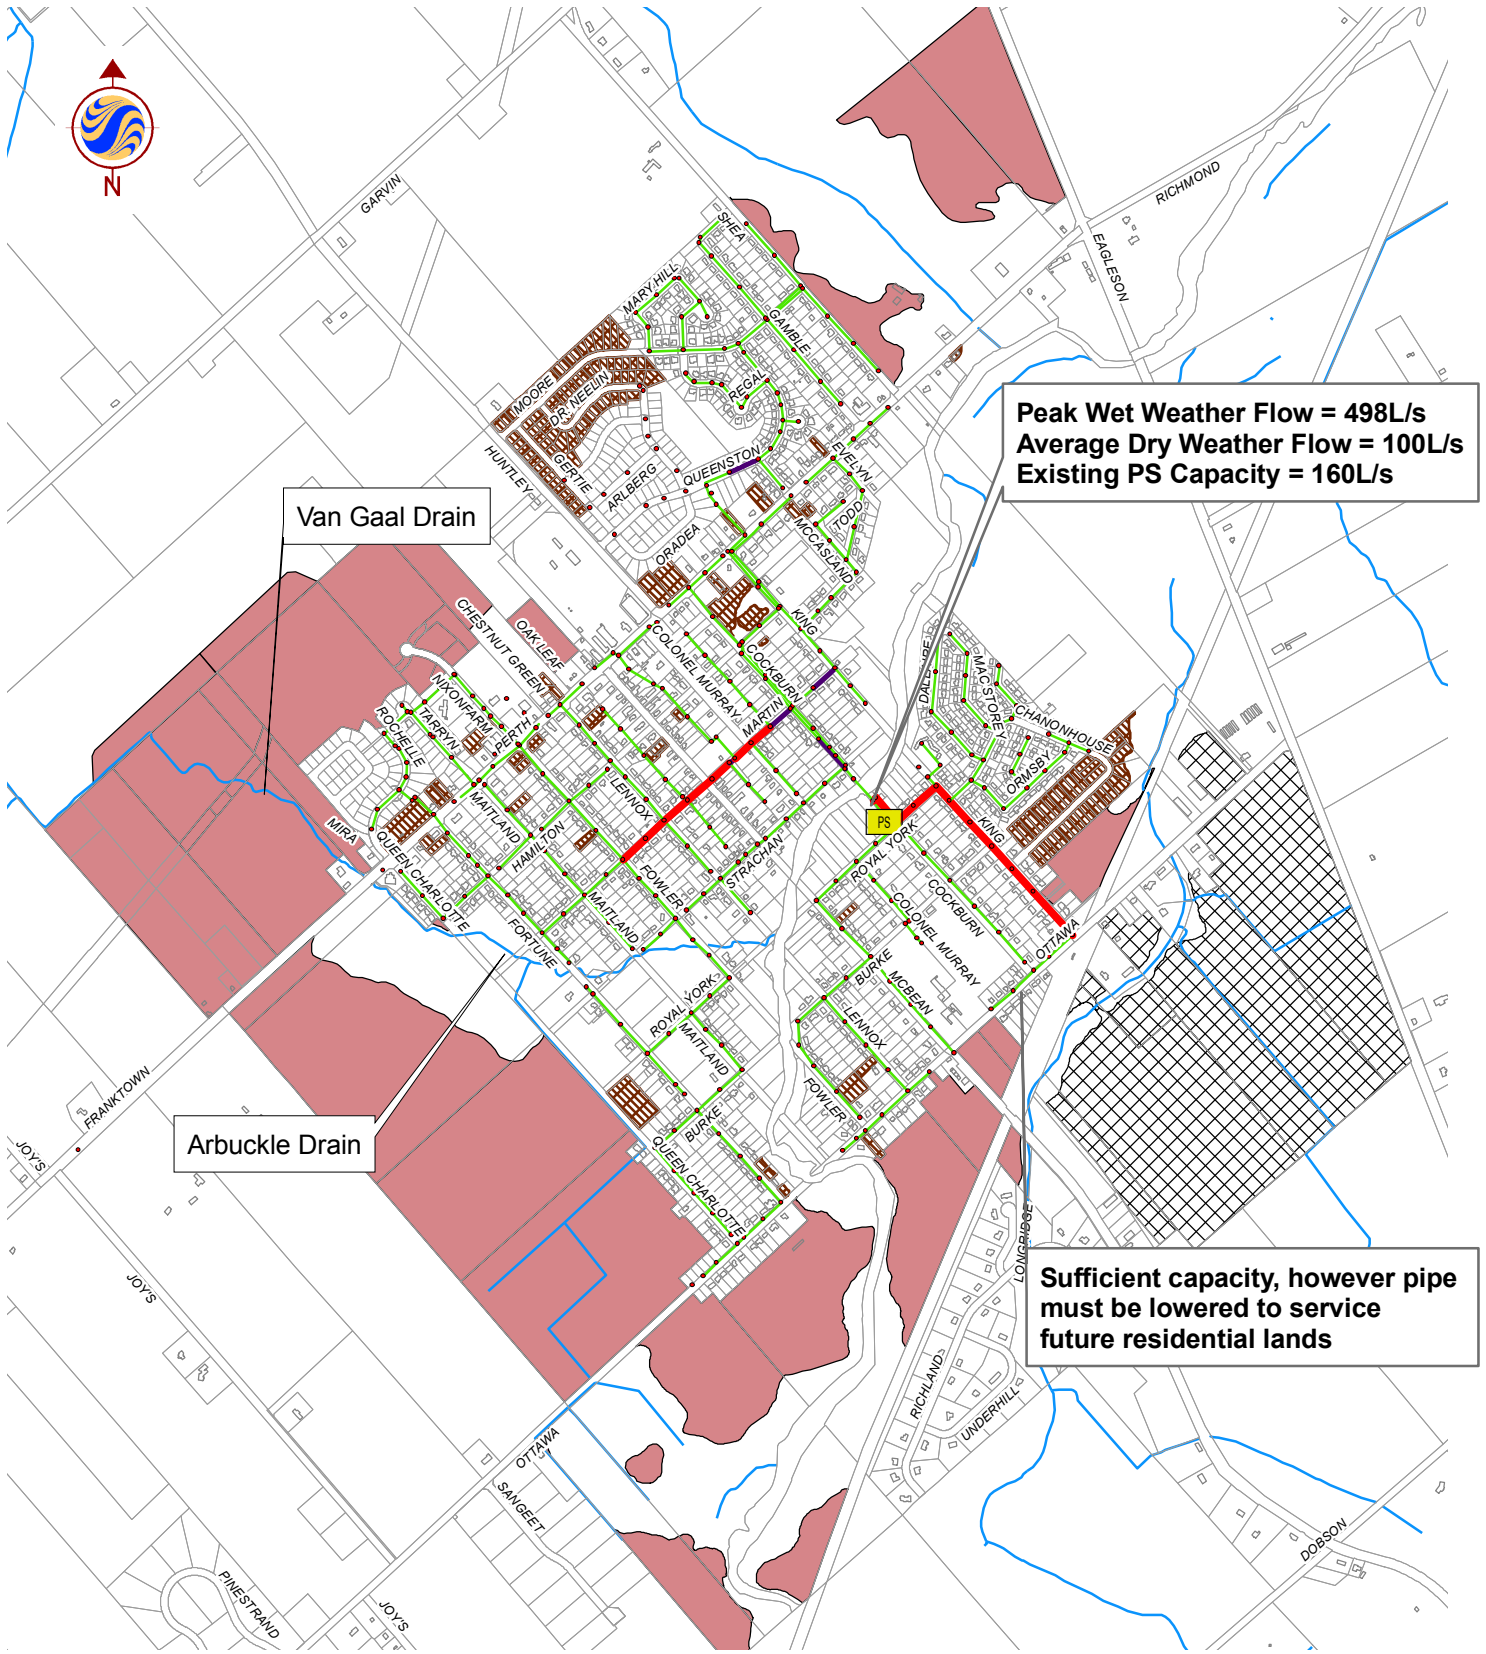 N
GARVIN
RICHMOND
EAGLESON
SHEA
MARY HILL
GAMBLE
MOORE
DR. NEELIN
REGAL
Peak Wet Weather Flow = 498L/s
Average Dry Weather Flow = 100L/s
Existing PS Capacity = 160L/s
HUNTLEY
GERTIE
ARLBERG
QUEENSTON
EVELYN
TODD
Van Gaal Drain
ORADEA
MCCASLAND
CHESTNUT GREEN
OAK LEAF
COLONEL MURRAY
KING
COCKBURN
MAC STOREY
CHANONHOUSE
NIXON FARM
ROCHELLE
TARRYN
PERTH
MARTIN
ORMSBY
LENNOX
MAITLAND
HAMILTON
MIRA
QUEEN CHARLOTTE
PS
KING
ROYAL YORK
STRACHAN
FOWLER
MAITLAND
FORTUNE
COLONEL MURRAY
COCKBURN
OTTAWA
BURKE
MCBEAN
LENNOX
ROYAL YORK
MAITLAND
FRANKTOWN
Arbuckle Drain
JOY'S
FOWLER
BURKE
QUEEN CHARLOTTE
LONGRIDGE
Sufficient capacity, however pipe
must be lowered to service
future residential lands
JOY'S
RICHLAND
UNDERHILL
OTTAWA
SANGEET
DOBSON
PINESTRAND
JOY'S